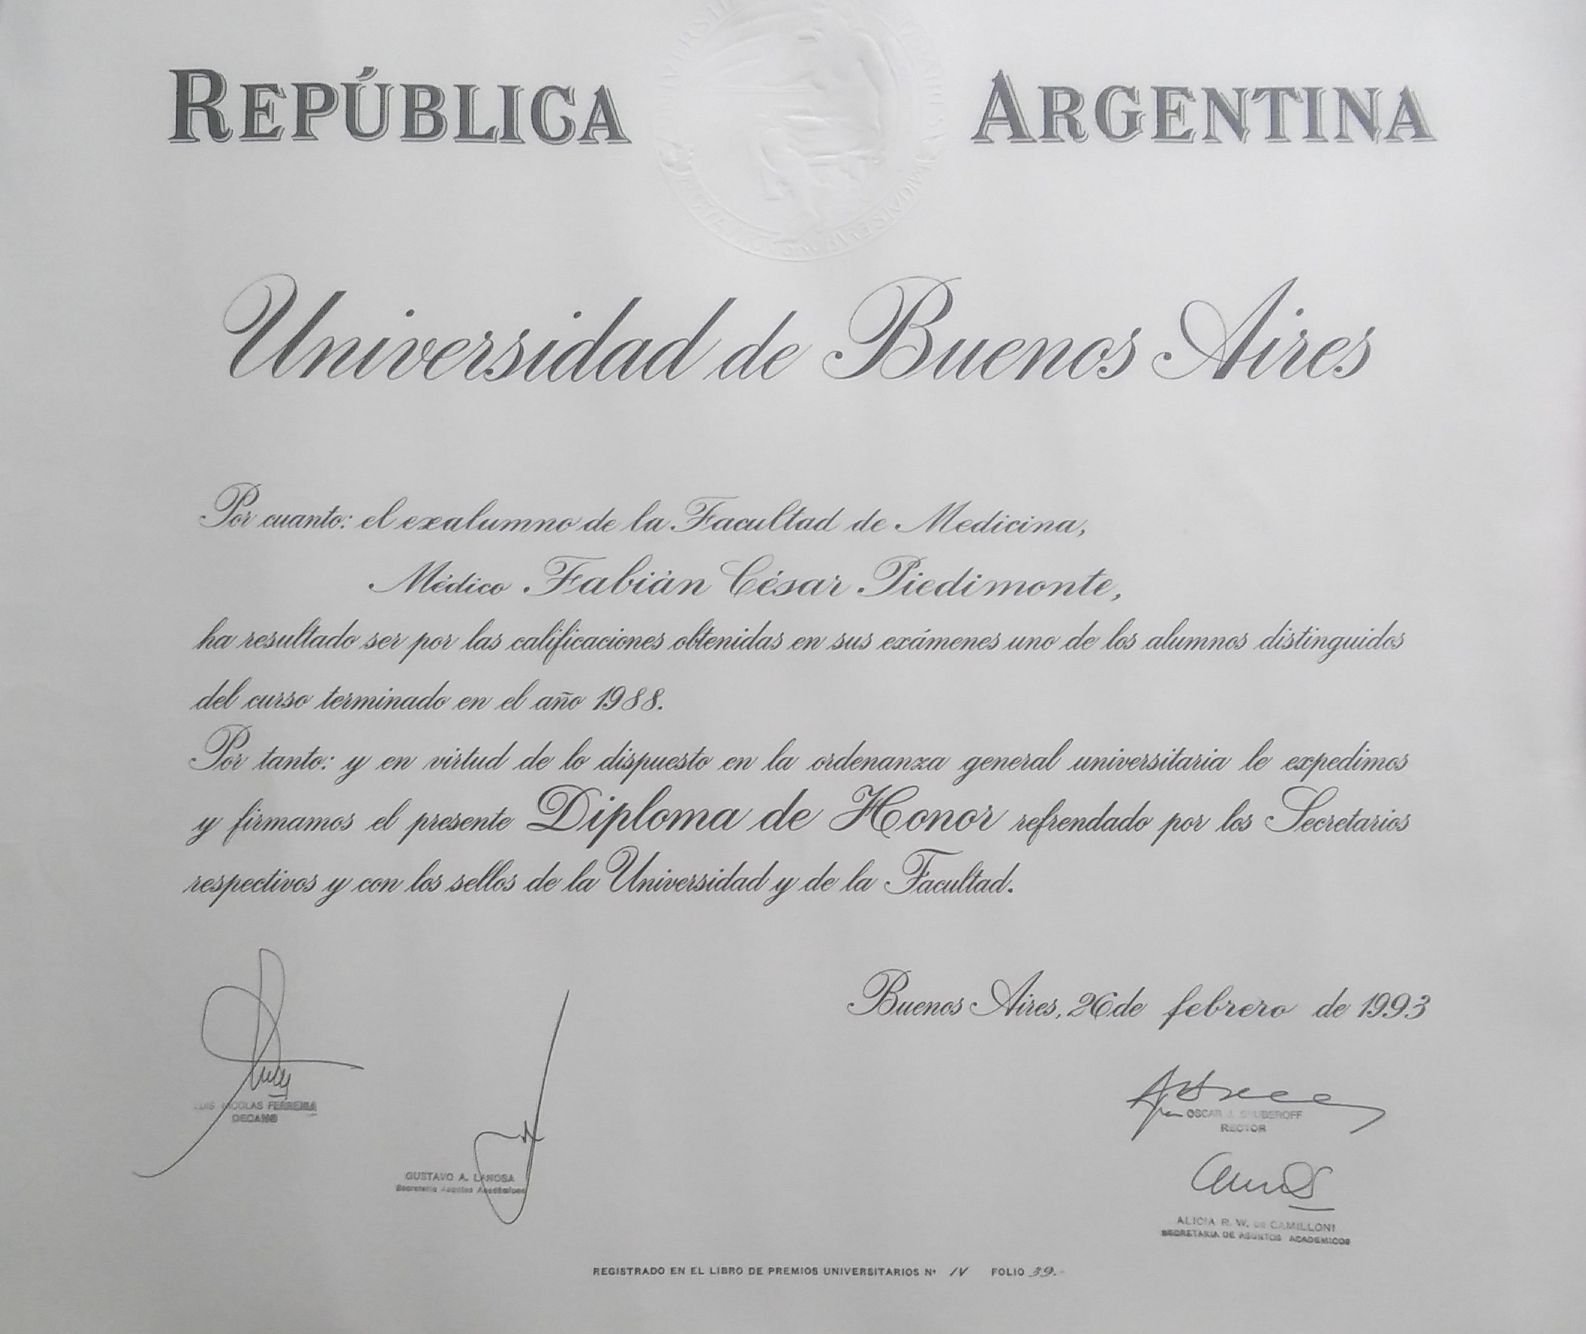 REPÚBLICA ARGENTINA
Universidad de Buenos Aires
Por cuanto: el exalumno de la Facultad de Medicina,
Médico Fabián César Piedimonte,
ha resultado ser por las calificaciones obtenidas en sus exámenes uno de los alumnos distinguidos
del curso terminado en el año 1988.
Por tanto: y en virtud de lo dispuesto en la ordenanza general universitaria le expedimos
y firmamos el presente Diploma de Honor refrendado por los Secretarios
respectivos y con los sellos de la Universidad y de la Facultad.
Buenos Aires, 26 de febrero de 1993
LUIS NICOLAS FERREIRA
DECANO
OSCAR J. SHUBEROFF
RECTOR
GUSTAVO A. LANOSA
Secretario Asuntos Académicos
ALICIA R. W. de CAMILLONI
SECRETARIA DE ASUNTOS ACADEMICOS
REGISTRADO EN EL LIBRO DE PREMIOS UNIVERSITARIOS Nº IV FOLIO 39.-